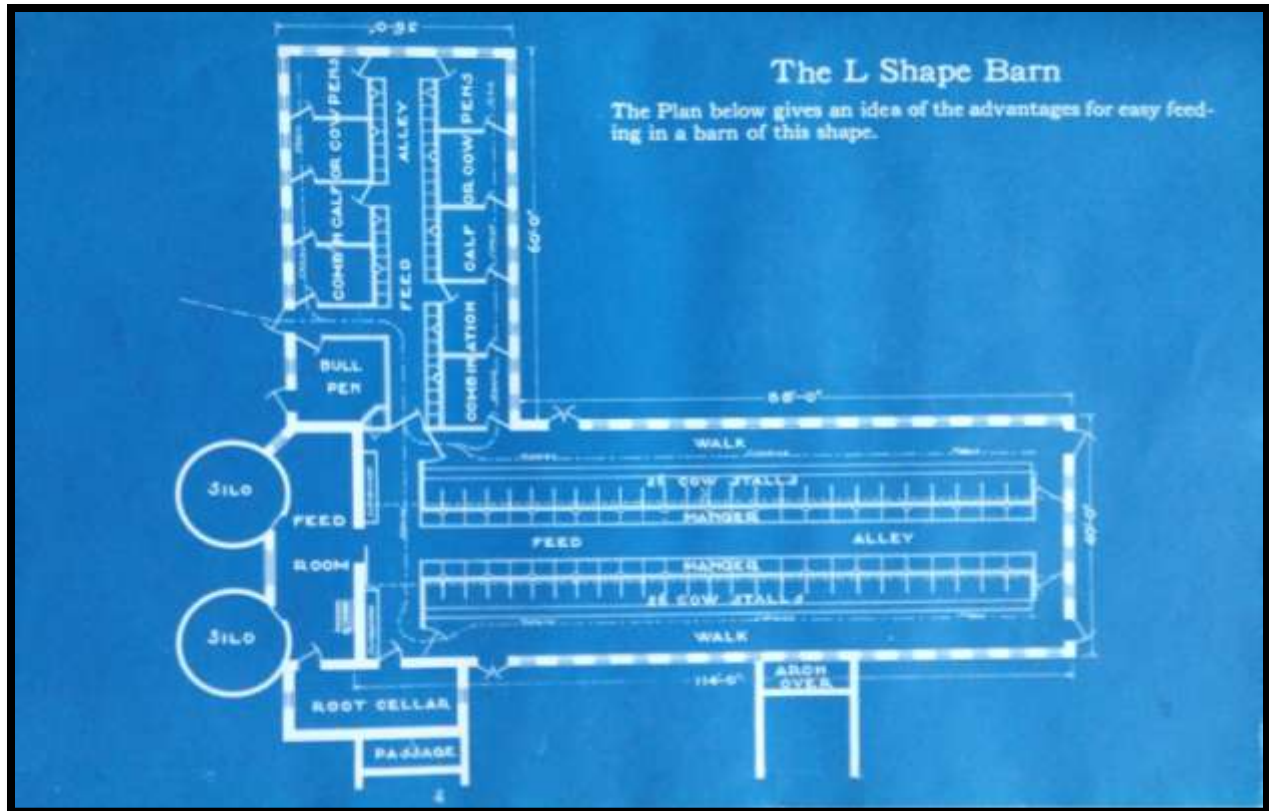 The L Shape Barn
The Plan below gives an idea of the advantages for easy feed-
ing in a barn of this shape.
36'-0"
COMBIN CALF OR COW PENS
FEED ALLEY
COMBINATION CALF OR COW PENS
60'-0"
BULL
PEN
88'-0"
WALK
SILO
COW STALLS
MANGER
FEED
ROOM
FEED ALLEY
40'-0"
MANGER
COW STALLS
SILO
WALK
114'-0"
ARCH
OVER
ROOT CELLAR
PASSAGE